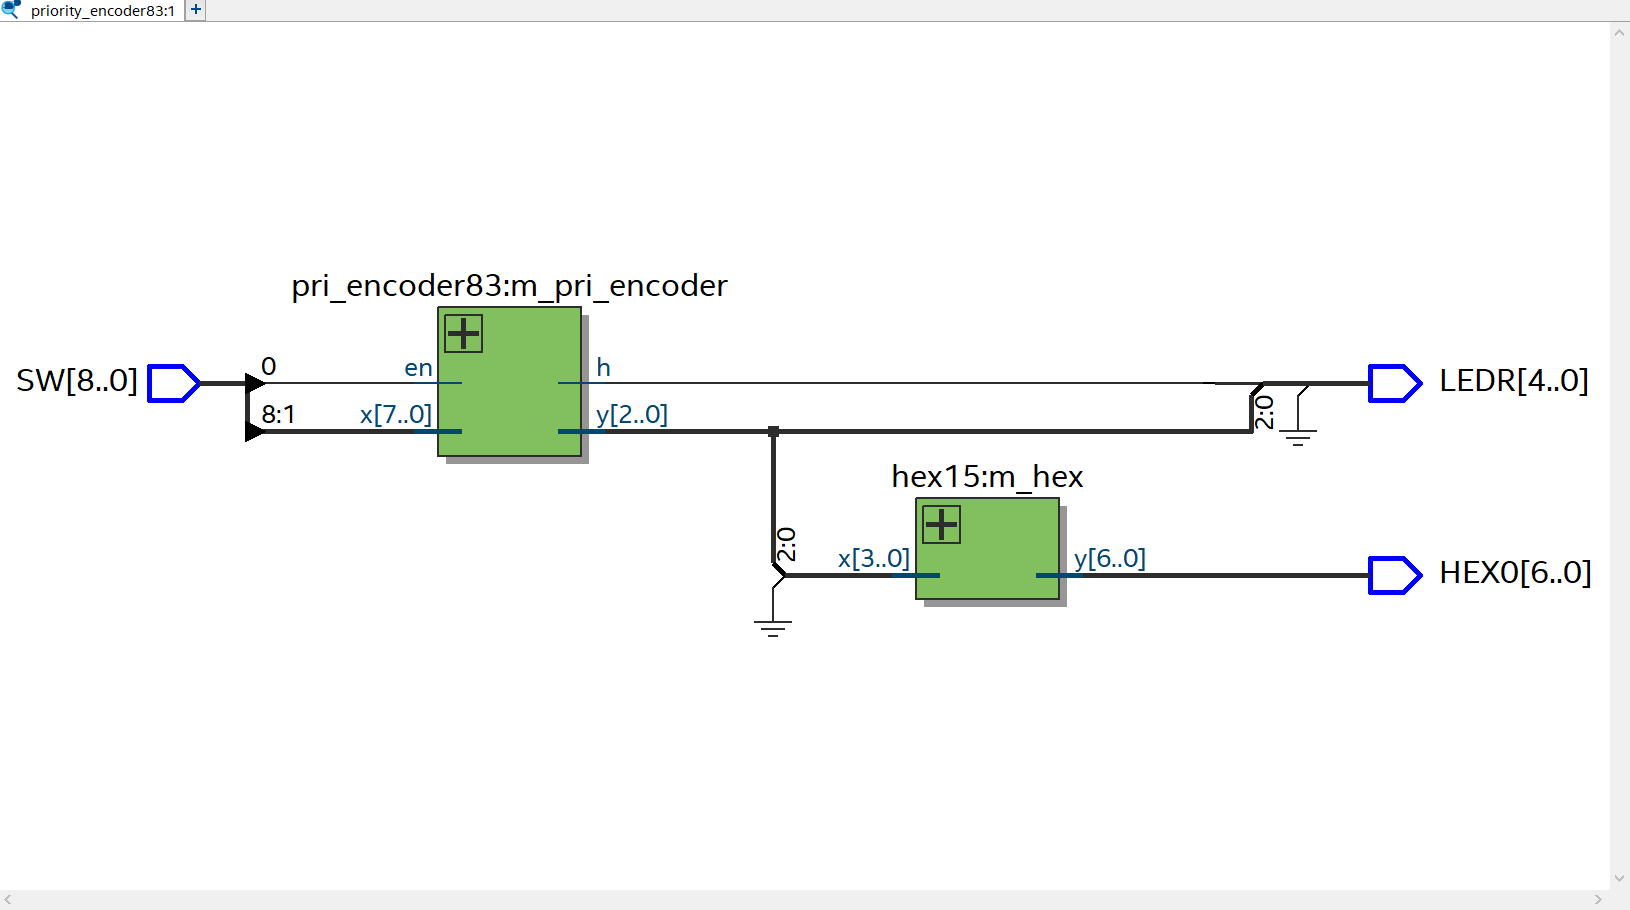 priority_encoder83:1
pri_encoder83:m_pri_encoder
SW[8..0]
0
8:1
en
x[7..0]
h
y[2..0]
2:0
LEDR[4..0]
hex15:m_hex
2:0
x[3..0]
y[6..0]
HEX0[6..0]